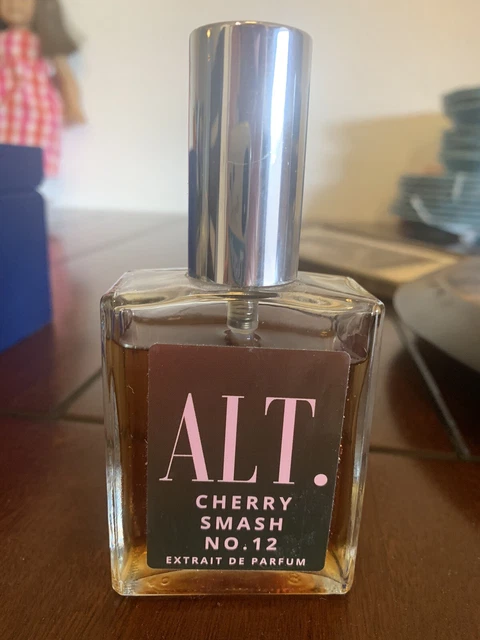 ALT.
CHERRY
SMASH
NO.12
EXTRAIT DE PARFUM